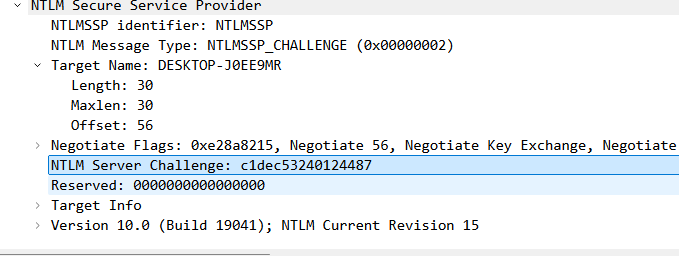 NTLM Secure Service Provider
NTLMSSP identifier: NTLMSSP
NTLM Message Type: NTLMSSP_CHALLENGE (0x00000002)
Target Name: DESKTOP-J0EE9MR
Length: 30
Maxlen: 30
Offset: 56
Negotiate Flags: 0xe28a8215, Negotiate 56, Negotiate Key Exchange, Negotiate
NTLM Server Challenge: c1dec53240124487
Reserved: 0000000000000000
Target Info
Version 10.0 (Build 19041); NTLM Current Revision 15